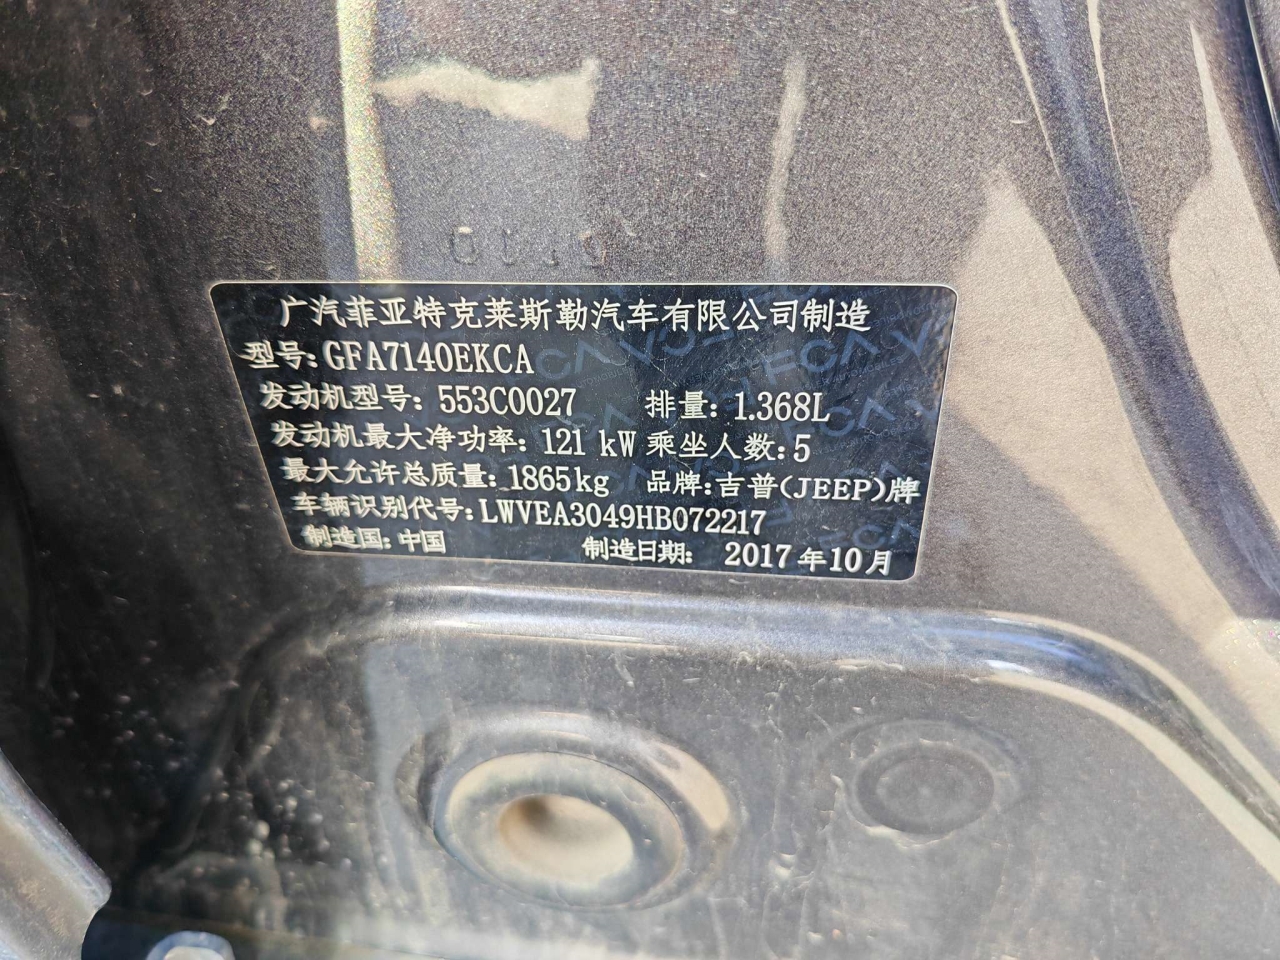 广汽菲亚特克莱斯勒汽车有限公司制造
型号:GFA7140EKCA
发动机型号:553C0027 排量:1.368L
发动机最大净功率:121 kW 乘坐人数:5
最大允许总质量:1865kg 品牌:吉普(JEEP)牌
车辆识别代号:LWVEA3049HB072217
制造国:中国 制造日期: 2017年10月